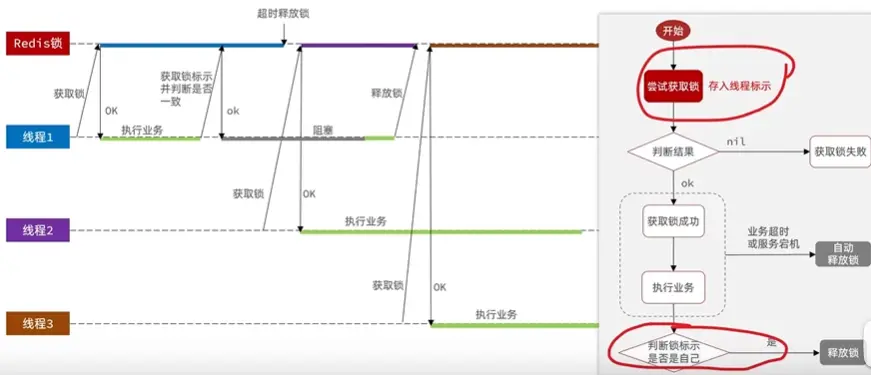 超时释放锁
Redis锁
获取锁
OK
获取锁标示
并判断是否
一致
ok
释放锁
执行业务
阻塞
线程1
获取锁
OK
执行业务
线程2
获取锁
OK
执行业务
线程3
开始
尝试获取锁
存入线程标示
判断结果
nil
获取锁失败
ok
获取锁成功
业务超时
或服务宕机
自动
释放锁
执行业务
判断锁标示
是否是自己
是
释放锁